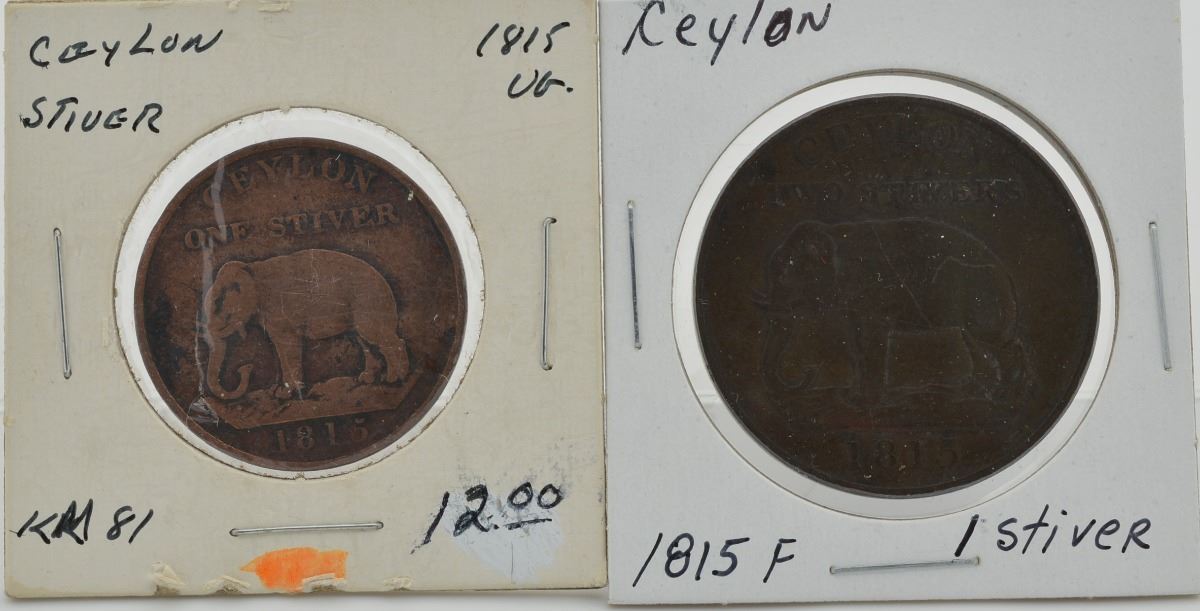 CEYLON 1815
STIVER VG.
CEYLON
ONE STIVER
1815
KM 81 12.00
Ceylon
CEYLON
TWO STIVERS
1815
1815 F 1 stiver